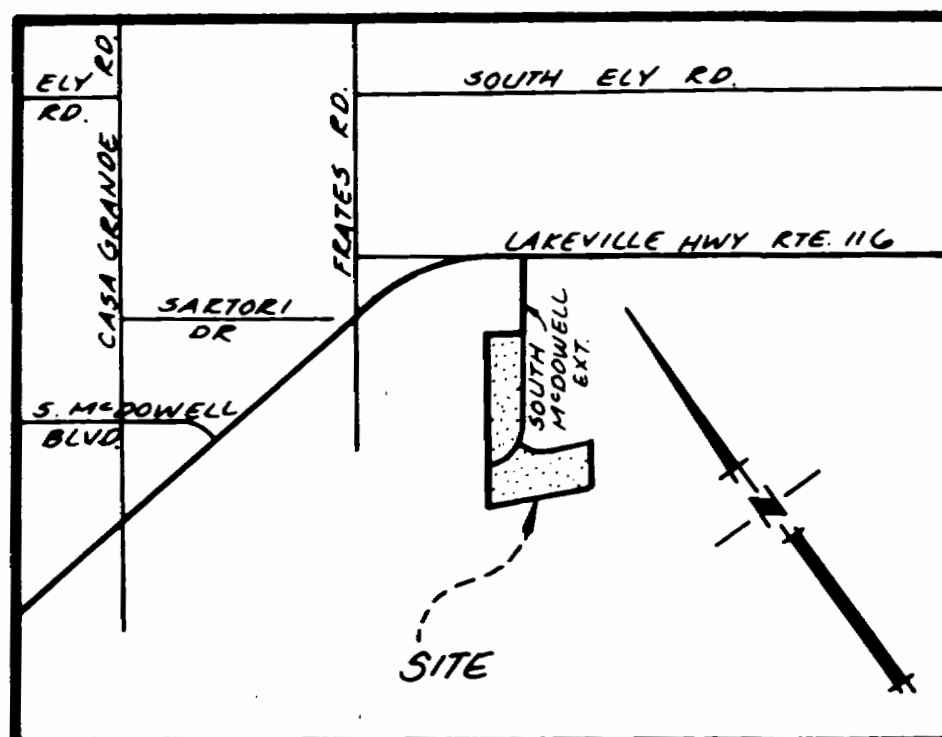 ELY
RD.
CASA GRANDE RD.
FRATES RD.
SOUTH ELY RD.
LAKEVILLE HWY RTE. 116
SARTORI
DR
SOUTH
McDOWELL
EXT.
S. McDOWELL
BLVD.
N
SITE